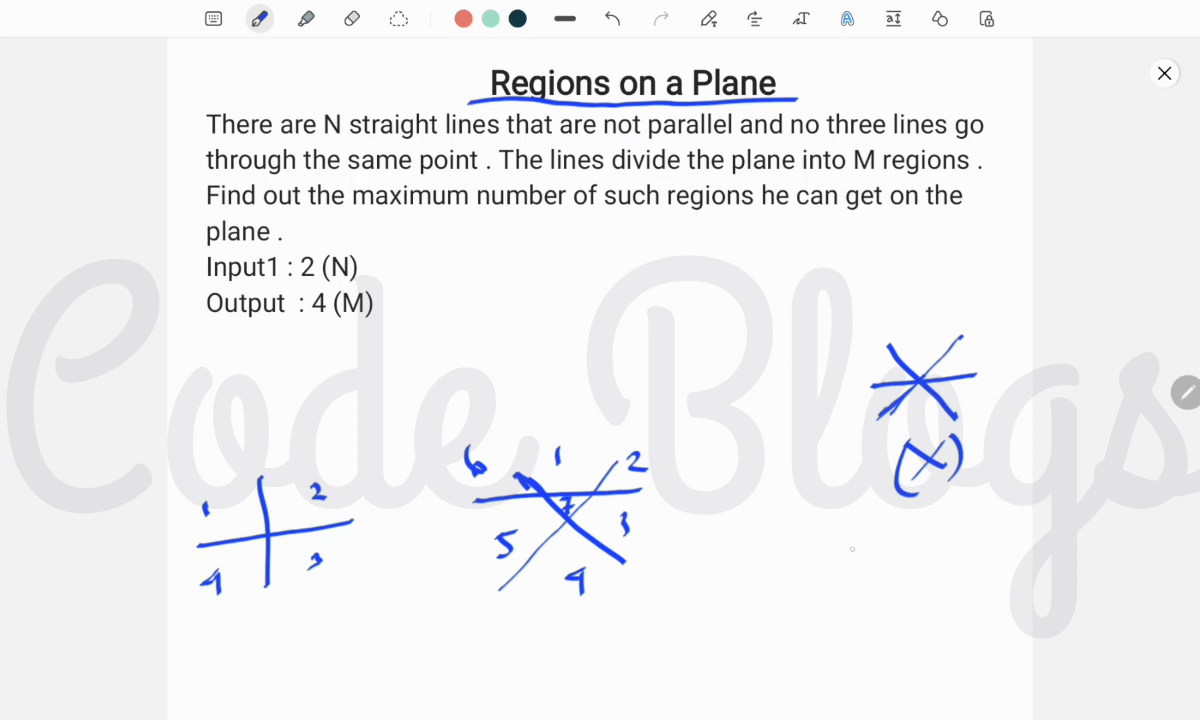 Regions on a Plane
There are N straight lines that are not parallel and no three lines go
through the same point . The lines divide the plane into M regions .
Find out the maximum number of such regions he can get on the
plane .
Input1 : 2 (N)
Output : 4 (M)
Code Blogs
1 2
4 3
6 1 2
7
5 3
4
(X)